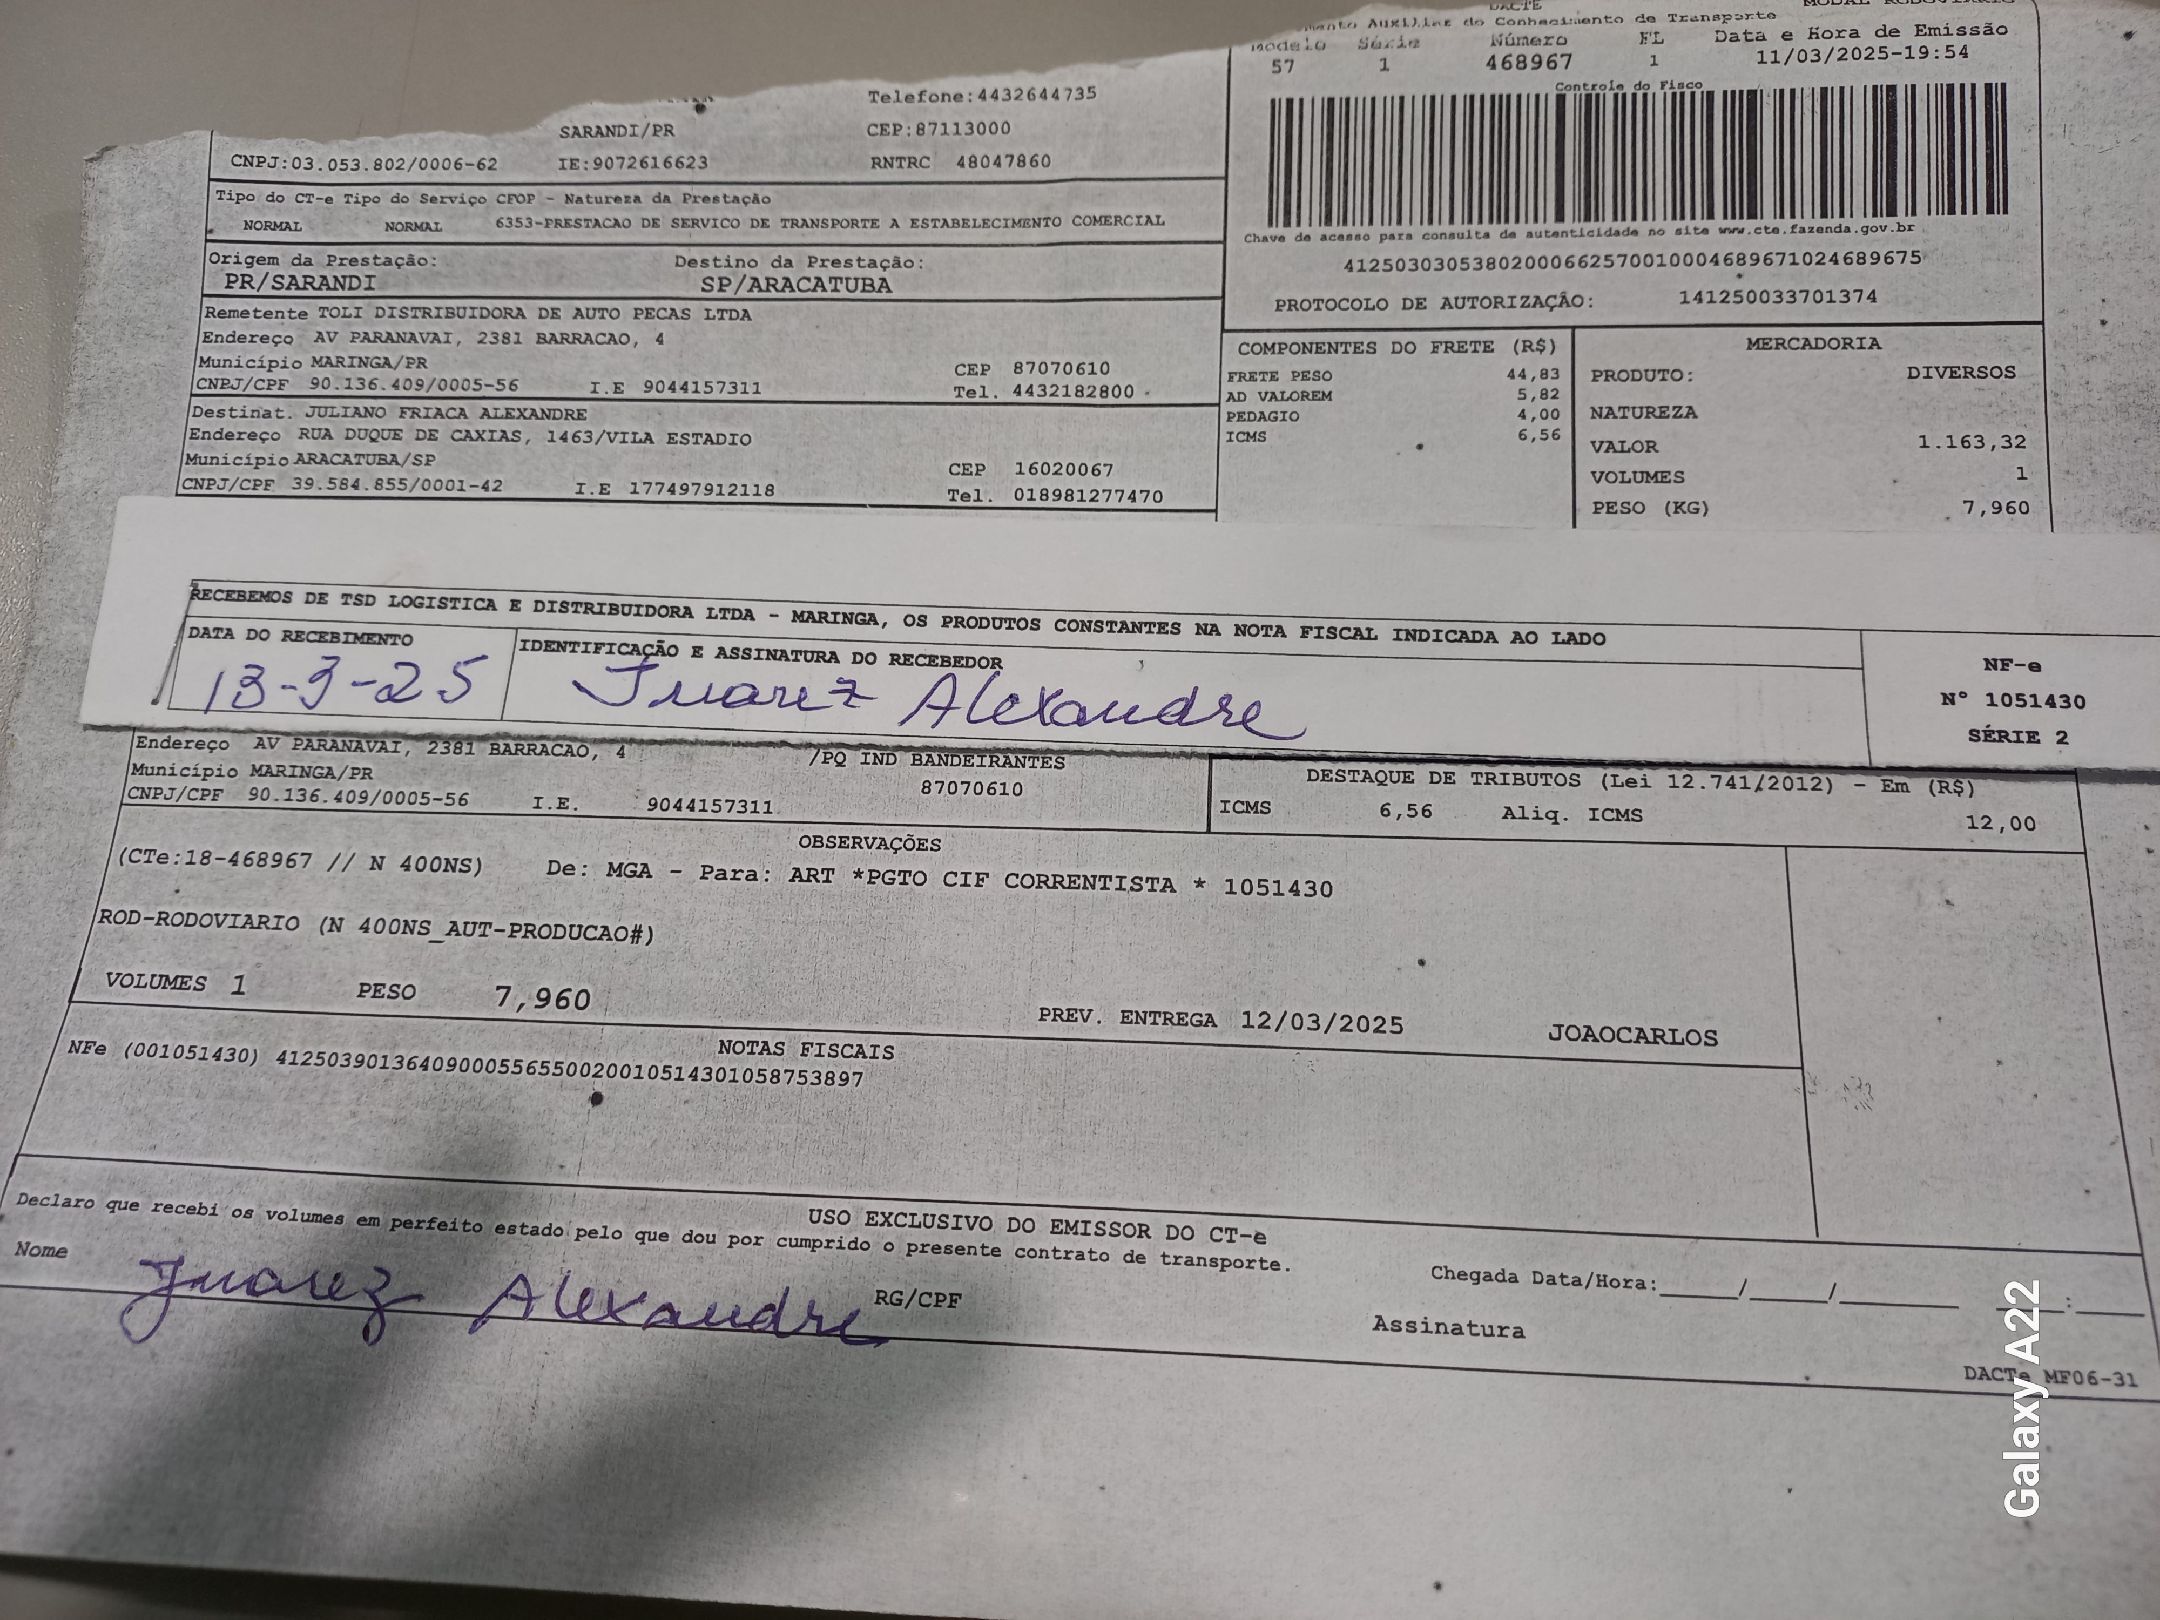 DACTE MODAL RODOVIARIO
Auxiliar do Conhecimento de Transporte
Modelo Série Número FL Data e Hora de Emissão
57 1 468967 1 11/03/2025-19:54
Controle do Fisco
Telefone:4432644735
SARANDI/PR CEP:87113000
CNPJ:03.053.802/0006-62 IE:9072616623 RNTRC 48047860
Tipo do CT-e Tipo do Serviço CFOP - Natureza da Prestação
NORMAL NORMAL 6353-PRESTACAO DE SERVICO DE TRANSPORTE A ESTABELECIMENTO COMERCIAL
Chave de acesso para consulta de autenticidade no site www.cte.fazenda.gov.br
41250303053802000662570010004689671024689675
PROTOCOLO DE AUTORIZAÇÃO: 141250033701374
Origem da Prestação: Destino da Prestação:
PR/SARANDI SP/ARACATUBA
Remetente TOLI DISTRIBUIDORA DE AUTO PECAS LTDA
Endereço AV PARANAVAI, 2381 BARRACAO, 4
Município MARINGA/PR CEP 87070610
CNPJ/CPF 90.136.409/0005-56 I.E 9044157311 Tel. 4432182800
Destinat. JULIANO FRIACA ALEXANDRE
Endereço RUA DUQUE DE CAXIAS, 1463/VILA ESTADIO
Município ARACATUBA/SP CEP 16020067
CNPJ/CPF 39.584.855/0001-42 I.E 177497912118 Tel. 018981277470
COMPONENTES DO FRETE (R$)
FRETE PESO 44,83
AD VALOREM 5,82
PEDAGIO 4,00
ICMS 6,56
MERCADORIA
PRODUTO: DIVERSOS
NATUREZA
VALOR 1.163,32
VOLUMES 1
PESO (KG) 7,960
RECEBEMOS DE TSD LOGISTICA E DISTRIBUIDORA LTDA - MARINGA, OS PRODUTOS CONSTANTES NA NOTA FISCAL INDICADA AO LADO
DATA DO RECEBIMENTO IDENTIFICAÇÃO E ASSINATURA DO RECEBEDOR
13-3-25 Juarez Alexandre
NF-e
N° 1051430
SÉRIE 2
Endereço AV PARANAVAI, 2381 BARRACAO, 4 /PQ IND BANDEIRANTES
Município MARINGA/PR 87070610
CNPJ/CPF 90.136.409/0005-56 I.E. 9044157311
DESTAQUE DE TRIBUTOS (Lei 12.741/2012) - Em (R$)
ICMS 6,56 Aliq. ICMS 12,00
OBSERVAÇÕES
(CTe:18-468967 // N 400NS) De: MGA - Para: ART *PGTO CIF CORRENTISTA * 1051430
ROD-RODOVIARIO (N 400NS_AUT-PRODUCAO#)
VOLUMES 1 PESO 7,960 PREV. ENTREGA 12/03/2025 JOAOCARLOS
NOTAS FISCAIS
NFe (001051430) 41250390136409000556550020010514301058753897
USO EXCLUSIVO DO EMISSOR DO CT-e
Declaro que recebi os volumes em perfeito estado pelo que dou por cumprido o presente contrato de transporte.
Nome Juarez Alexandre RG/CPF Chegada Data/Hora:_____/_____/________ ____:____
Assinatura
DACTe MF06-31
Galaxy A22